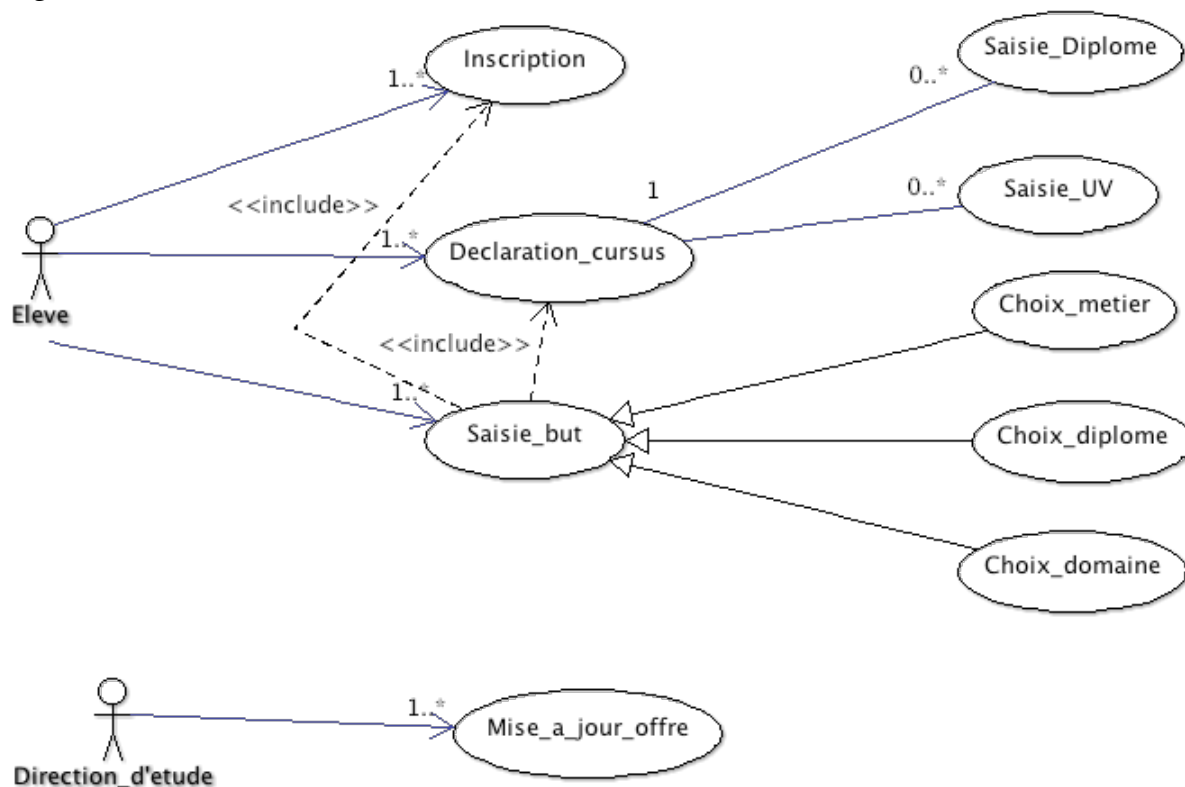 Saisie_Diplome
Inscription
1..*
0..*
<<include>>
1
0..*
Saisie_UV
1..*
Declaration_cursus
Eleve
Choix_metier
<<include>>
1..*
Saisie_but
Choix_diplome
Choix_domaine
1..*
Mise_a_jour_offre
Direction_d'etude